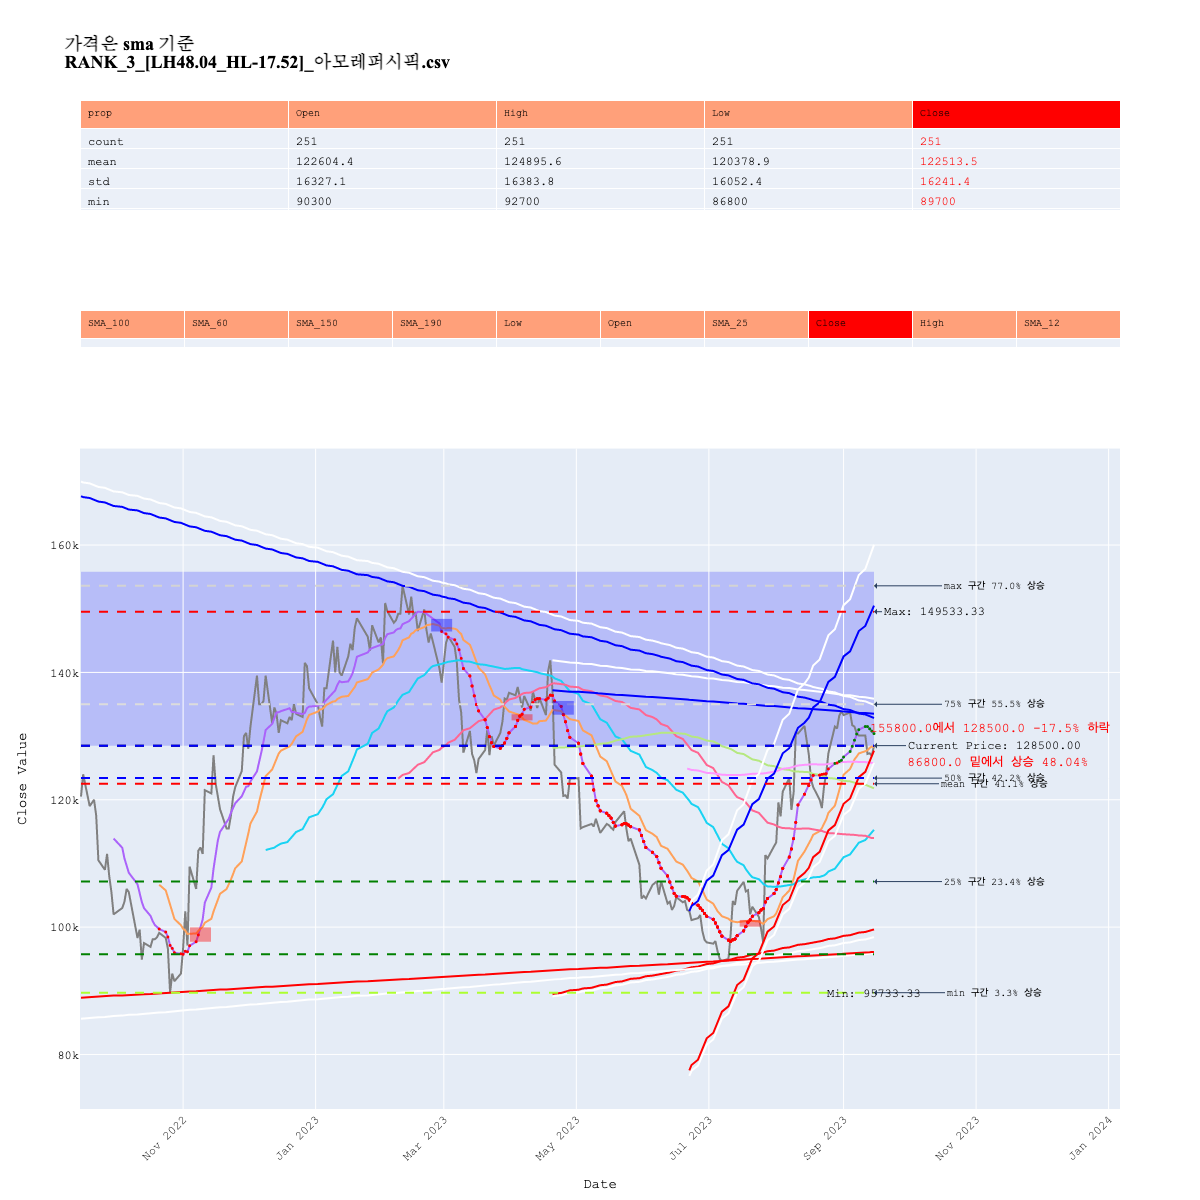 가격은 sma 기준
RANK_3_[LH48.04_HL-17.52]_아모레퍼시픽.csv
prop Open High Low Close
count 251 251 251 251
mean 122604.4 124895.6 120378.9 122513.5
std 16327.1 16383.8 16052.4 16241.4
min 90300 92700 86800 89700
SMA_100 SMA_60 SMA_150 SMA_190 Low Open SMA_25 Close High SMA_12
160k
max 구간 77.0% 상승
Max: 149533.33
140k
75% 구간 55.5% 상승
155800.0에서 128500.0 -17.5% 하락
Current Price: 128500.00
86800.0 밑에서 상승 48.04%
50% 구간 42.2% 상승
mean 구간 41.1% 상승
120k
25% 구간 23.4% 상승
100k
Min: 95733.33
min 구간 3.3% 상승
80k
Close Value
Nov 2022 Jan 2023 Mar 2023 May 2023 Jul 2023 Sep 2023 Nov 2023 Jan 2024
Date